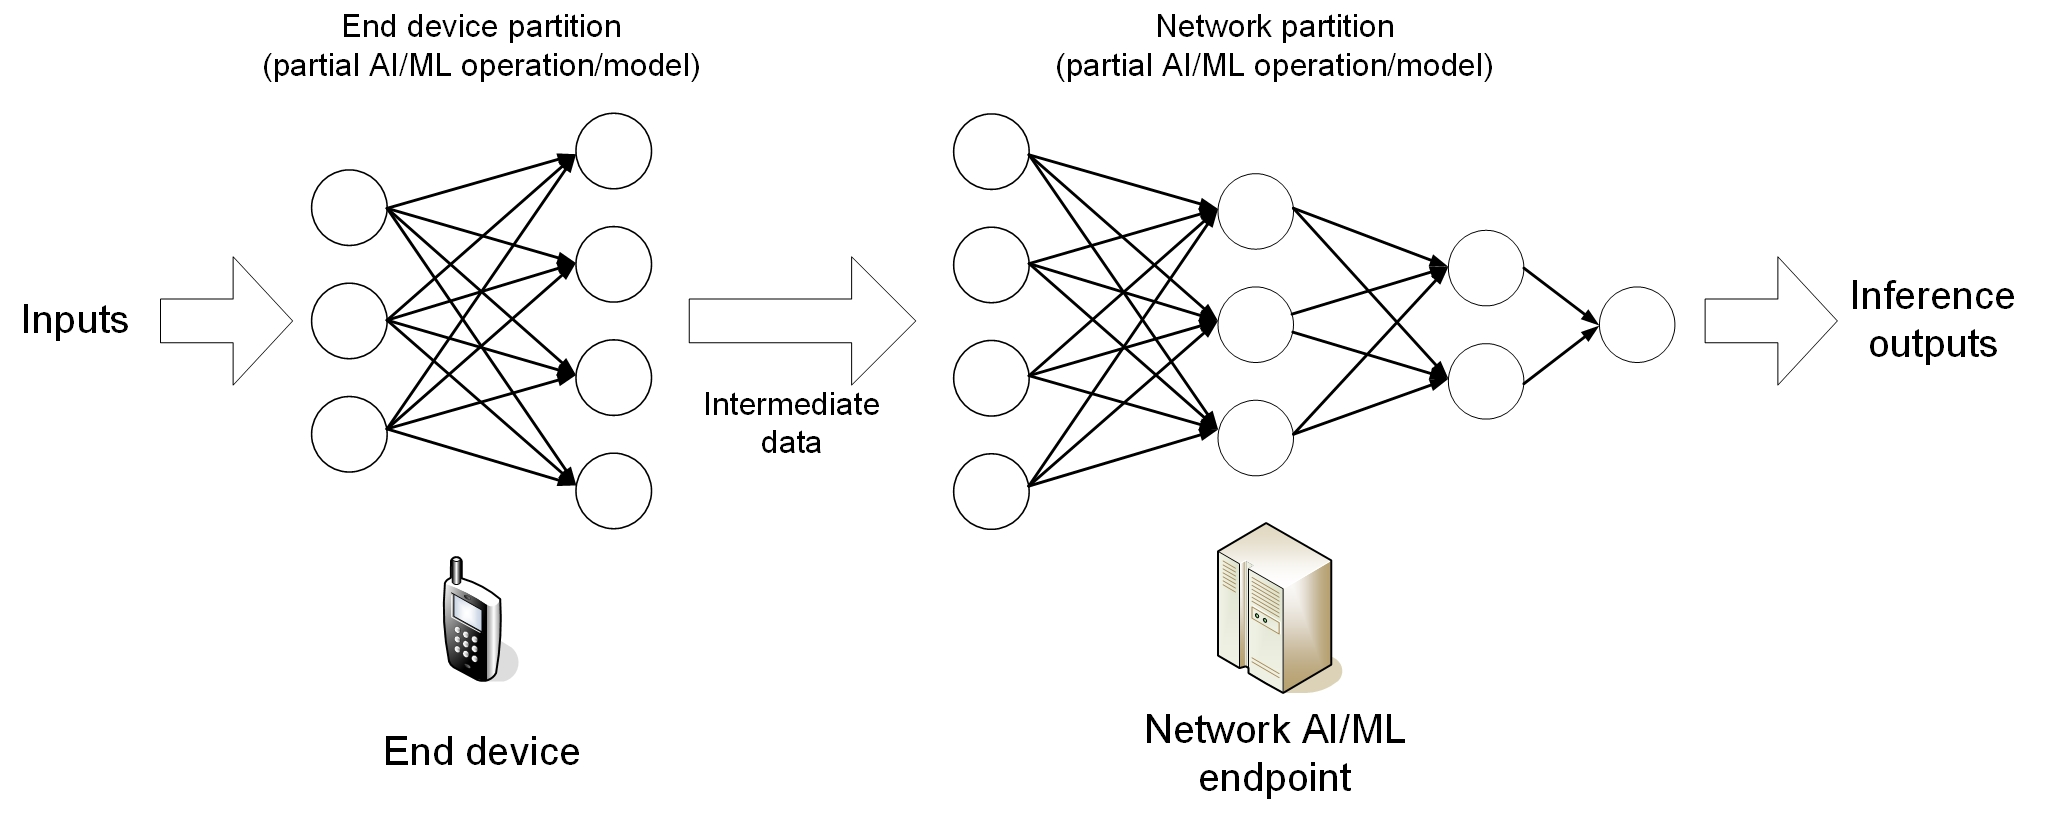 End device partition
(partial AI/ML operation/model)
Network partition
(partial AI/ML operation/model)
Inputs
Intermediate
data
Inference
outputs
End device
Network AI/ML
endpoint